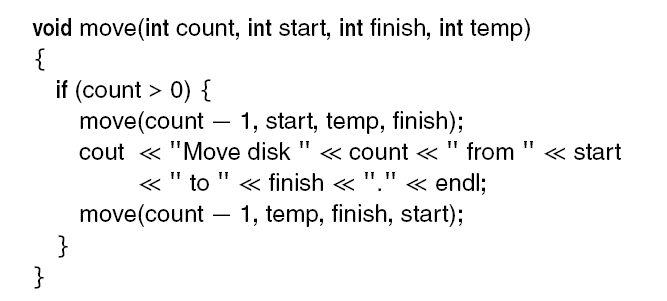 void move(int count, int start, int finish, int temp)
{
if (count > 0) {
move(count − 1, start, temp, finish);
cout ≪ "Move disk " ≪ count ≪ " from " ≪ start
≪ " to " ≪ finish ≪ "." ≪ endl;
move(count − 1, temp, finish, start);
}
}